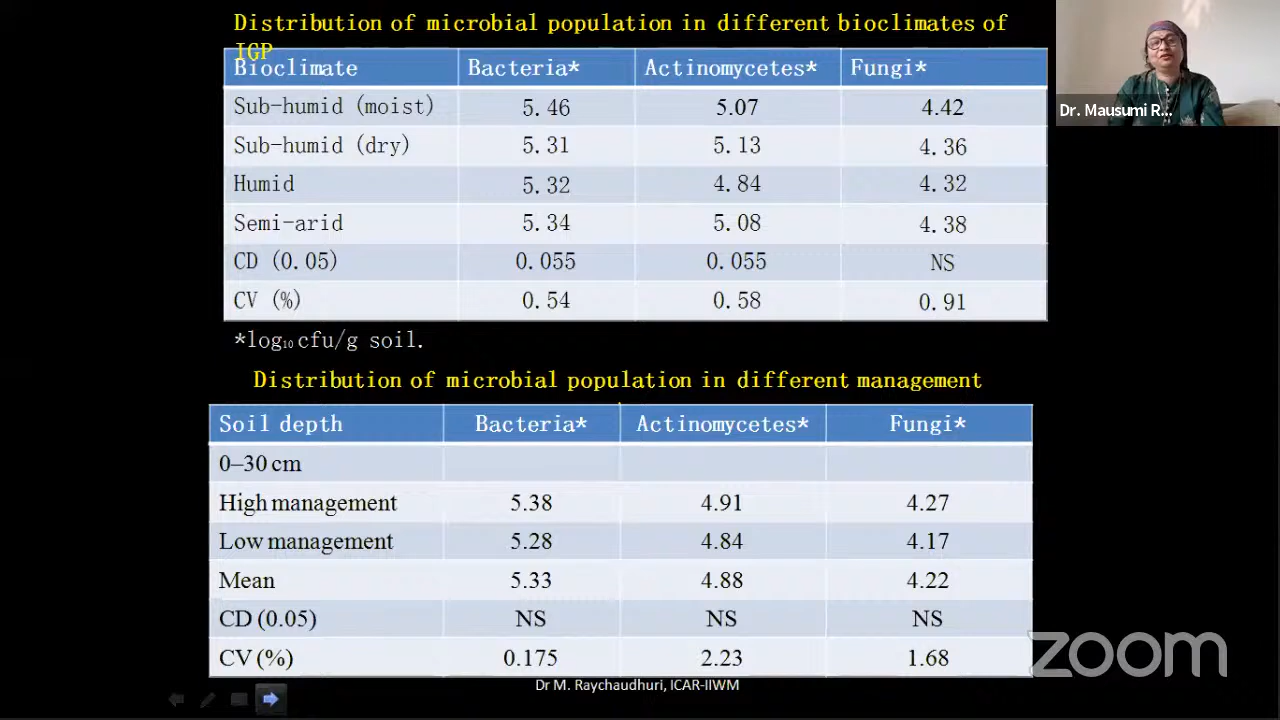 Distribution of microbial population in different bioclimates of
IGP
Bioclimate Bacteria* Actinomycetes* Fungi*
Sub-humid (moist) 5.46 5.07 4.42
Sub-humid (dry) 5.31 5.13 4.36
Humid 5.32 4.84 4.32
Semi-arid 5.34 5.08 4.38
CD (0.05) 0.055 0.055 NS
CV (%) 0.54 0.58 0.91
*log10 cfu/g soil.
Distribution of microbial population in different management
Soil depth Bacteria* Actinomycetes* Fungi*
0–30 cm
High management 5.38 4.91 4.27
Low management 5.28 4.84 4.17
Mean 5.33 4.88 4.22
CD (0.05) NS NS NS
CV (%) 0.175 2.23 1.68
Dr M. Raychaudhuri, ICAR-IIWM
Dr. Mausumi R...
zoom